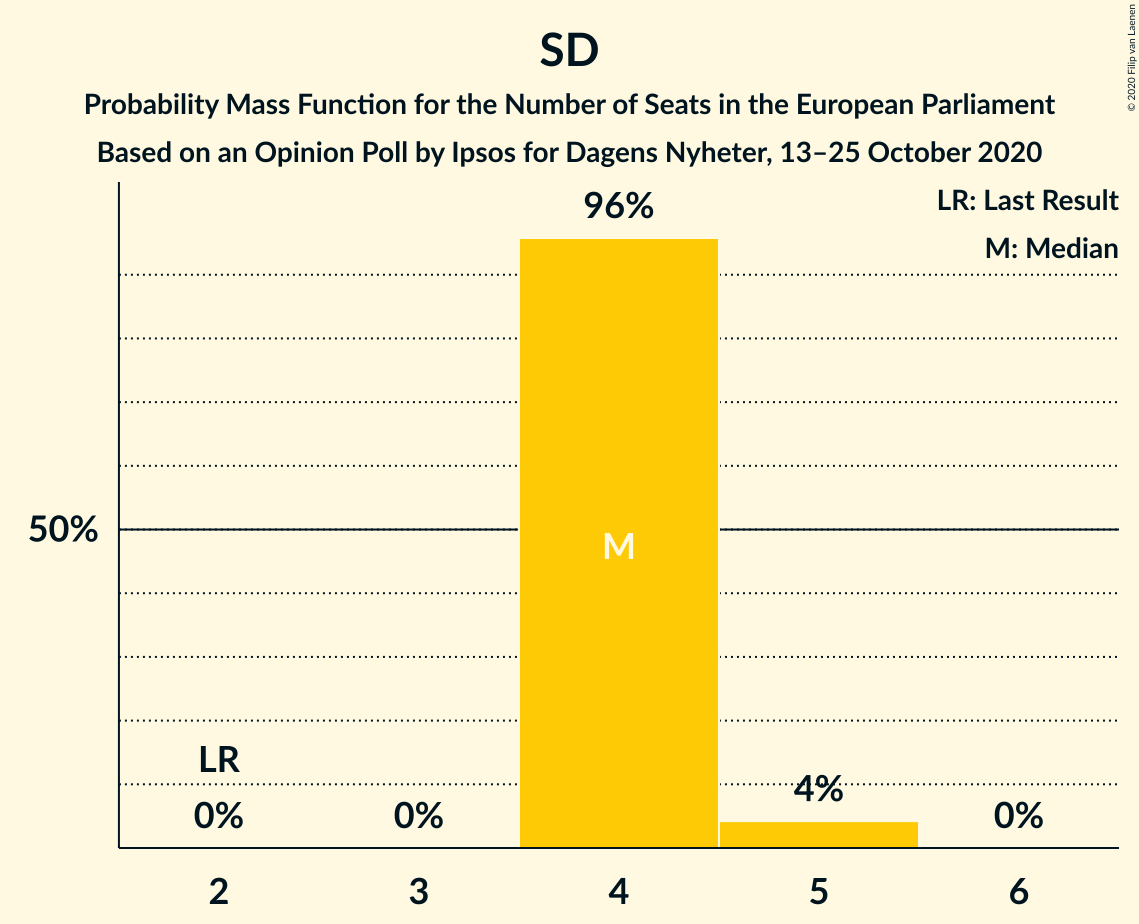 SD
Probability Mass Function for the Number of Seats in the European Parliament
Based on an Opinion Poll by Ipsos for Dagens Nyheter, 13–25 October 2020
© 2020 Filip van Laenen
LR: Last Result
M: Median
96%
50%
M
LR
0%
0%
4%
0%
2
3
4
5
6